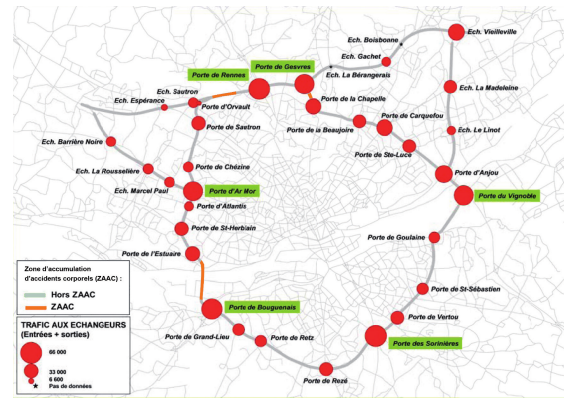 Ech. Boisbonne
Ech. Vieilleville
Ech. Gachet
Porte de Gesvres
Porte de Rennes
Ech. La Bérangerais
Ech. La Madeleine
Ech. Sautron
Ech. Espérance
Porte d'Orvault
Porte de la Chapelle
Porte de Carquefou
Porte de Sautron
Porte de la Beaujoire
Ech. Le Linot
Ech. Barrière Noire
Porte de Ste-Luce
Porte de Chézine
Ech. La Rousselière
Porte d'Anjou
Ech. Marcel Paul
Porte d'Ar Mor
Porte du Vignoble
Porte d'Atlantis
Porte de St-Herblain
Porte de Goulaine
Porte de l'Estuaire
Zone d'accumulation
d'accidents corporels (ZAAC) :
Hors ZAAC
ZAAC
Porte de St-Sébastien
Porte de Bouguenais
Porte de Vertou
TRAFIC AUX ECHANGEURS
(Entrées + sorties)
66 000
33 000
6 600
Pas de données
Porte de Grand-Lieu
Porte de Retz
Porte des Sorinières
Porte de Rezé